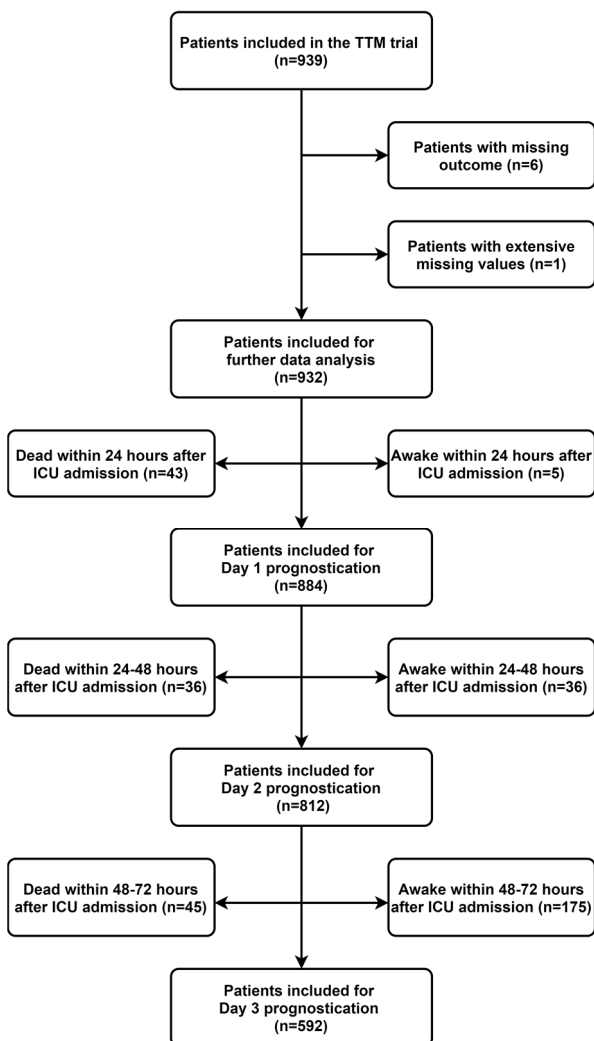 Patients included in the TTM trial
(n=939)
Patients with missing
outcome (n=6)
Patients with extensive
missing values (n=1)
Patients included for
further data analysis
(n=932)
Dead within 24 hours after
ICU admission (n=43)
Awake within 24 hours after
ICU admission (n=5)
Patients included for
Day 1 prognostication
(n=884)
Dead within 24-48 hours
after ICU admission (n=36)
Awake within 24-48 hours
after ICU admission (n=36)
Patients included for
Day 2 prognostication
(n=812)
Dead within 48-72 hours
after ICU admission (n=45)
Awake within 48-72 hours
after ICU admission (n=175)
Patients included for
Day 3 prognostication
(n=592)